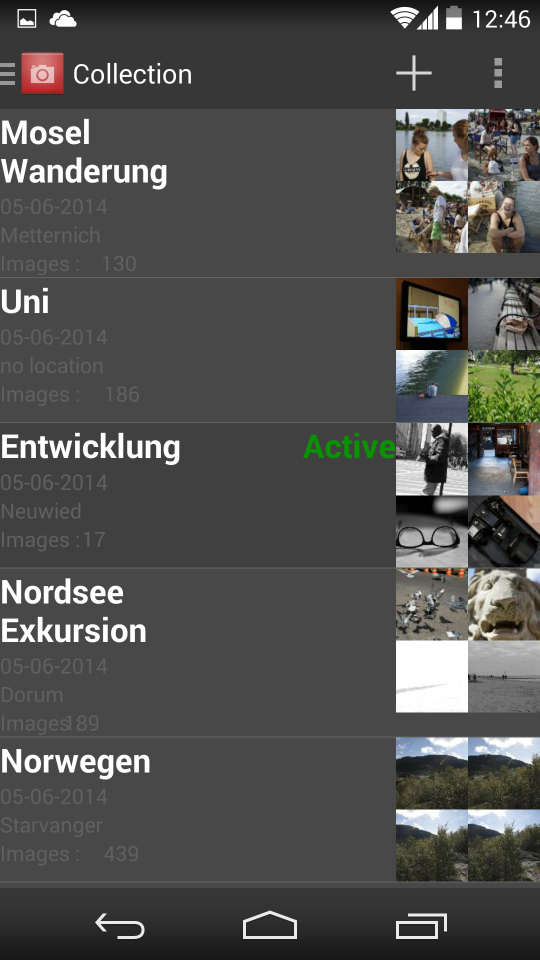 12:46
Collection
Mosel
Wanderung
05-06-2014
Metternich
Images : 130
Uni
05-06-2014
no location
Images : 186
Entwicklung Active
05-06-2014
Neuwied
Images : 17
Nordsee
Exkursion
05-06-2014
Dorum
Images 189
Norwegen
05-06-2014
Starvanger
Images : 439